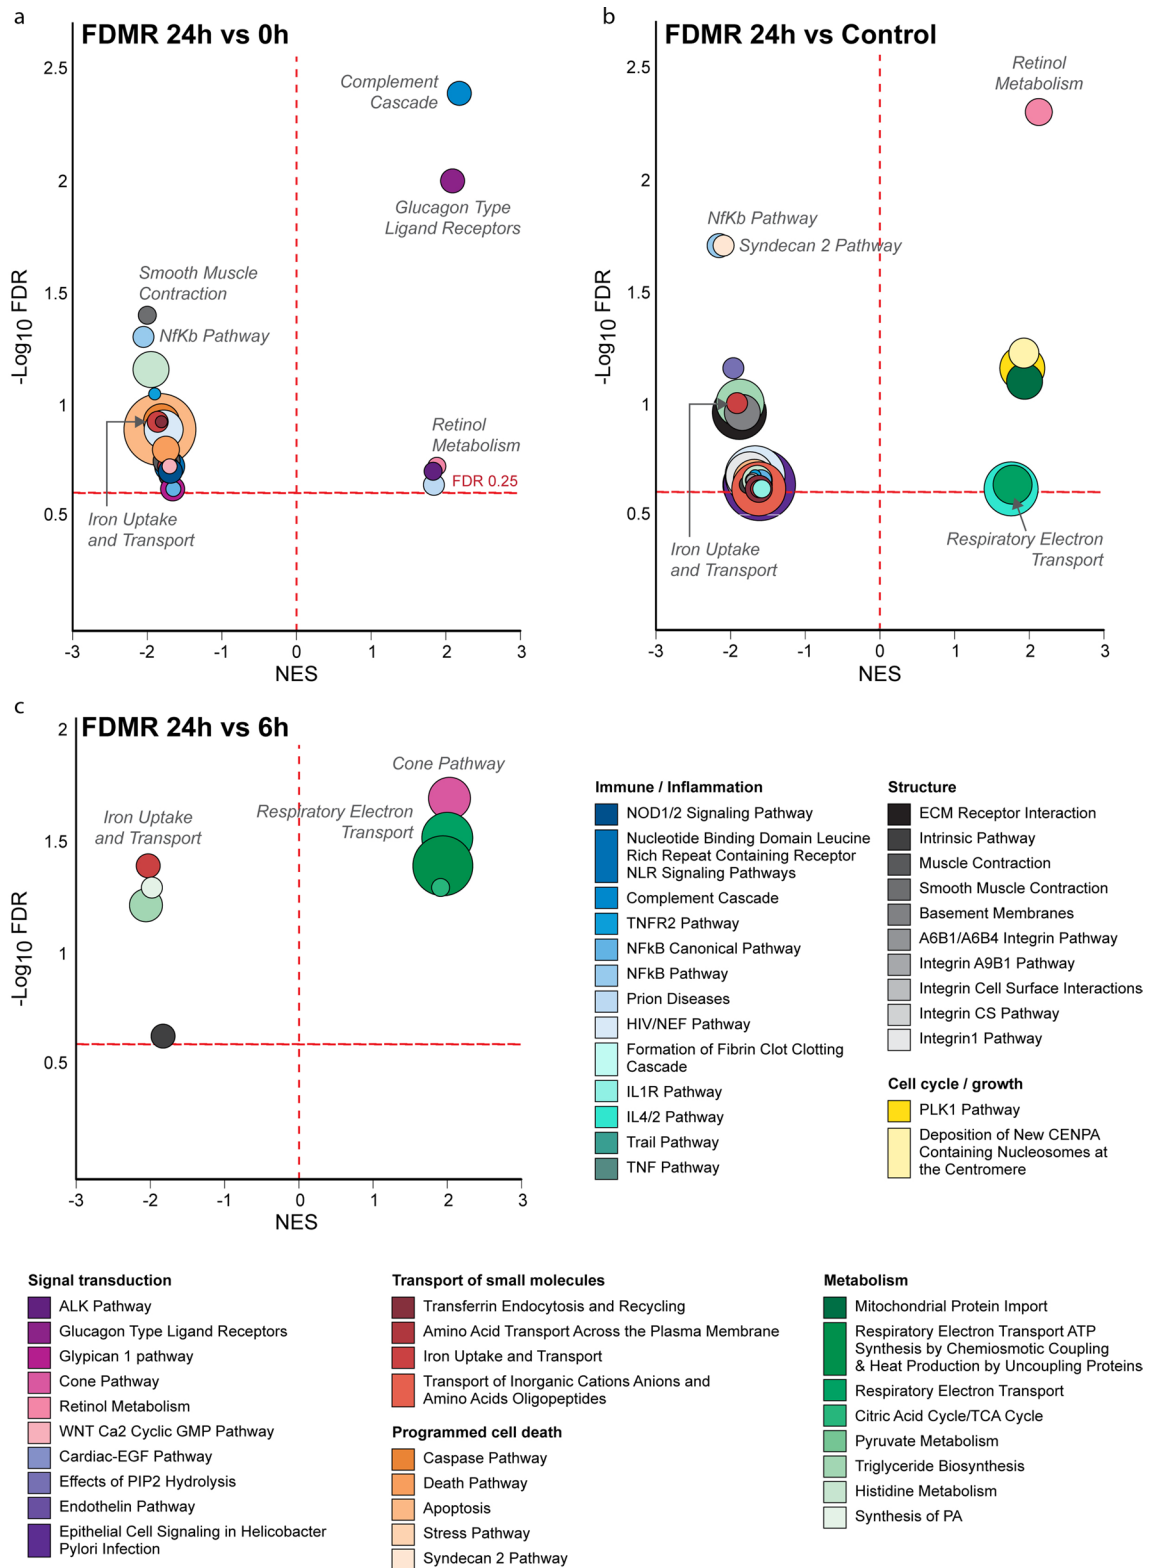 a
FDMR 24h vs 0h
2.5
2
1.5
1
0.5
-Log10 FDR
-3
-2
-1
0
1
2
3
NES
Complement
Cascade
Glucagon Type
Ligand Receptors
Smooth Muscle
Contraction
NfKb Pathway
Retinol
Metabolism
FDR 0.25
Iron Uptake
and Transport
b
FDMR 24h vs Control
2.5
2
1.5
1
0.5
-Log10 FDR
-3
-2
-1
0
1
2
3
NES
Retinol
Metabolism
NfKb Pathway
Syndecan 2 Pathway
Iron Uptake
and Transport
Respiratory Electron
Transport
c
FDMR 24h vs 6h
2
1.5
1
0.5
-Log10 FDR
-3
-2
-1
0
1
2
3
NES
Cone Pathway
Respiratory Electron
Transport
Iron Uptake
and Transport
Immune / Inflammation
NOD1/2 Signaling Pathway
Nucleotide Binding Domain Leucine
Rich Repeat Containing Receptor
NLR Signaling Pathways
Complement Cascade
TNFR2 Pathway
NFkB Canonical Pathway
NFkB Pathway
Prion Diseases
HIV/NEF Pathway
Formation of Fibrin Clot Clotting
Cascade
IL1R Pathway
IL4/2 Pathway
Trail Pathway
TNF Pathway
Structure
ECM Receptor Interaction
Intrinsic Pathway
Muscle Contraction
Smooth Muscle Contraction
Basement Membranes
A6B1/A6B4 Integrin Pathway
Integrin A9B1 Pathway
Integrin Cell Surface Interactions
Integrin CS Pathway
Integrin1 Pathway
Cell cycle / growth
PLK1 Pathway
Deposition of New CENPA
Containing Nucleosomes at
the Centromere
Signal transduction
ALK Pathway
Glucagon Type Ligand Receptors
Glypican 1 pathway
Cone Pathway
Retinol Metabolism
WNT Ca2 Cyclic GMP Pathway
Cardiac-EGF Pathway
Effects of PIP2 Hydrolysis
Endothelin Pathway
Epithelial Cell Signaling in Helicobacter
Pylori Infection
Transport of small molecules
Transferrin Endocytosis and Recycling
Amino Acid Transport Across the Plasma Membrane
Iron Uptake and Transport
Transport of Inorganic Cations Anions and
Amino Acids Oligopeptides
Programmed cell death
Caspase Pathway
Death Pathway
Apoptosis
Stress Pathway
Syndecan 2 Pathway
Metabolism
Mitochondrial Protein Import
Respiratory Electron Transport ATP
Synthesis by Chemiosmotic Coupling
& Heat Production by Uncoupling Proteins
Respiratory Electron Transport
Citric Acid Cycle/TCA Cycle
Pyruvate Metabolism
Triglyceride Biosynthesis
Histidine Metabolism
Synthesis of PA